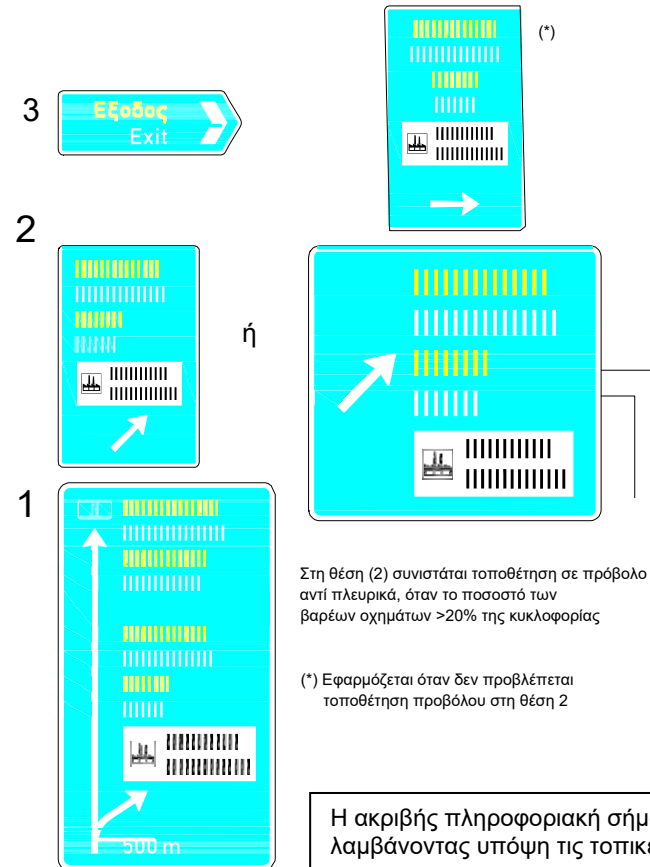 (*)
3
Εξοδος
Exit
2
ή
1
500 m
Στη θέση (2) συνιστάται τοποθέτηση σε πρόβολο
αντί πλευρικά, όταν το ποσοστό των
βαρέων οχημάτων >20% της κυκλοφορίας
(*) Εφαρμόζεται όταν δεν προβλέπεται
τοποθέτηση προβόλου στη θέση 2
Η ακριβής πληροφοριακή
λαμβάνοντας υπόψη τις